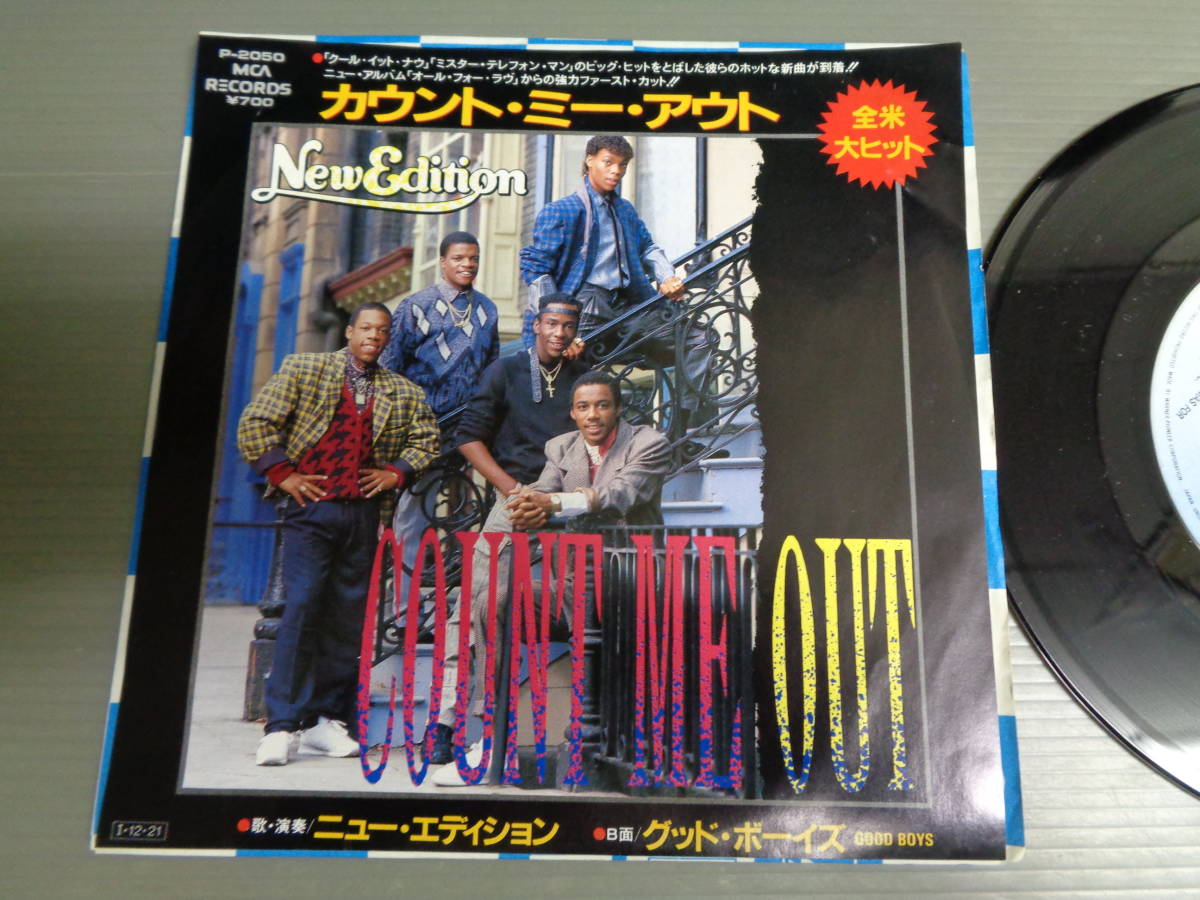 P-2050
MCA
RECORDS
¥700
●「クール・イット・ナウ」「ミスター・テレフォン・マン」のビッグ・ヒットをとばした彼らのホットな新曲が到着!!
ニュー・アルバム「オール・フォー・ラヴ」からの強力ファースト・カット!!
カウント・ミー・アウト
全米
大ヒット
New Edition
COUNT ME OUT
I-12・21
●歌・演奏/ニュー・エディション
●B面/グッド・ボーイズ GOOD BOYS